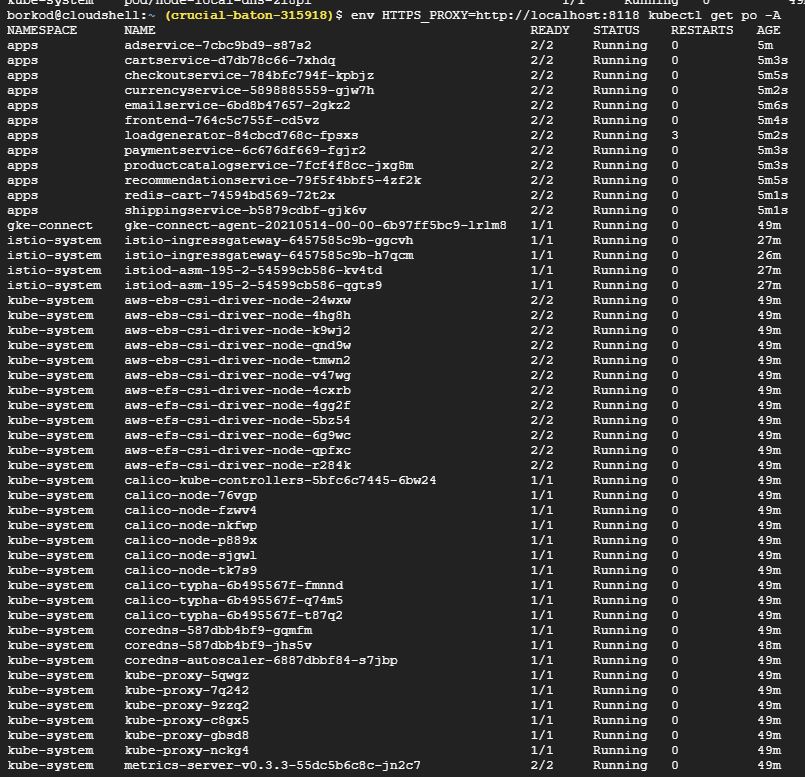 kube-system pod/node-local-dns-zf8pl 1/1 Running 0 49m
borkod@cloudshell:~ (crucial-baton-315918)$ env HTTPS_PROXY=http://localhost:8118 kubectl get po -A
NAMESPACE NAME READY STATUS RESTARTS AGE
apps adservice-7cbc9bd9-s87s2 2/2 Running 0 5m
apps cartservice-d7db78c66-7xhdq 2/2 Running 0 5m3s
apps checkoutservice-784bfc794f-kpbjz 2/2 Running 0 5m5s
apps currencyservice-5898885559-gjw7h 2/2 Running 0 5m2s
apps emailservice-6bd8b47657-2gkz2 2/2 Running 0 5m6s
apps frontend-764c5c755f-cd5vz 2/2 Running 0 5m4s
apps loadgenerator-84cbcd768c-fpsxs 2/2 Running 3 5m2s
apps paymentservice-6c676df669-fgjr2 2/2 Running 0 5m3s
apps productcatalogservice-7fcf4f8cc-jxg8m 2/2 Running 0 5m3s
apps recommendationservice-79f5f4bbf5-4zf2k 2/2 Running 0 5m5s
apps redis-cart-74594bd569-72t2x 2/2 Running 0 5m1s
apps shippingservice-b5879cdbf-gjk6v 2/2 Running 0 5m1s
gke-connect gke-connect-agent-20210514-00-00-6b97ff5bc9-lrlm8 1/1 Running 0 49m
istio-system istio-ingressgateway-6457585c9b-ggcvh 1/1 Running 0 27m
istio-system istio-ingressgateway-6457585c9b-h7qcm 1/1 Running 0 26m
istio-system istiod-asm-195-2-54599cb586-kv4td 1/1 Running 0 27m
istio-system istiod-asm-195-2-54599cb586-qgts9 1/1 Running 0 27m
kube-system aws-ebs-csi-driver-node-24wxw 2/2 Running 0 49m
kube-system aws-ebs-csi-driver-node-4hg8h 2/2 Running 0 49m
kube-system aws-ebs-csi-driver-node-k9wj2 2/2 Running 0 49m
kube-system aws-ebs-csi-driver-node-qnd9w 2/2 Running 0 49m
kube-system aws-ebs-csi-driver-node-tmwn2 2/2 Running 0 49m
kube-system aws-ebs-csi-driver-node-v47wg 2/2 Running 0 49m
kube-system aws-efs-csi-driver-node-4cxrb 2/2 Running 0 49m
kube-system aws-efs-csi-driver-node-4gg2f 2/2 Running 0 49m
kube-system aws-efs-csi-driver-node-5bz54 2/2 Running 0 49m
kube-system aws-efs-csi-driver-node-6g9wc 2/2 Running 0 49m
kube-system aws-efs-csi-driver-node-qpfxc 2/2 Running 0 49m
kube-system aws-efs-csi-driver-node-r284k 2/2 Running 0 49m
kube-system calico-kube-controllers-5bfc6c7445-6bw24 1/1 Running 0 49m
kube-system calico-node-76vgp 1/1 Running 0 49m
kube-system calico-node-fzwv4 1/1 Running 0 49m
kube-system calico-node-nkfwp 1/1 Running 0 49m
kube-system calico-node-p889x 1/1 Running 0 49m
kube-system calico-node-sjgwl 1/1 Running 0 49m
kube-system calico-node-tk7s9 1/1 Running 0 49m
kube-system calico-typha-6b495567f-fmnnd 1/1 Running 0 49m
kube-system calico-typha-6b495567f-q74m5 1/1 Running 0 49m
kube-system calico-typha-6b495567f-t87q2 1/1 Running 0 49m
kube-system coredns-587dbb4bf9-gqmfm 1/1 Running 0 49m
kube-system coredns-587dbb4bf9-jhs5v 1/1 Running 0 48m
kube-system coredns-autoscaler-6887dbbf84-s7jbp 1/1 Running 0 49m
kube-system kube-proxy-5qwgz 1/1 Running 0 49m
kube-system kube-proxy-7q242 1/1 Running 0 49m
kube-system kube-proxy-9zzq2 1/1 Running 0 49m
kube-system kube-proxy-c8gx5 1/1 Running 0 49m
kube-system kube-proxy-gbsd8 1/1 Running 0 49m
kube-system kube-proxy-nckg4 1/1 Running 0 49m
kube-system metrics-server-v0.3.3-55dc5b6c8c-jn2c7 2/2 Running 0 49m